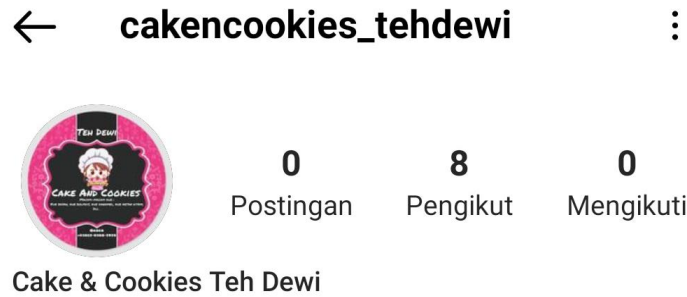 cakencookies_tehdewi
TEH DEWI
CAKE AND COOKIES
0
8
0
Postingan
Pengikut
Mengikuti
Cake & Cookies Teh Dewi